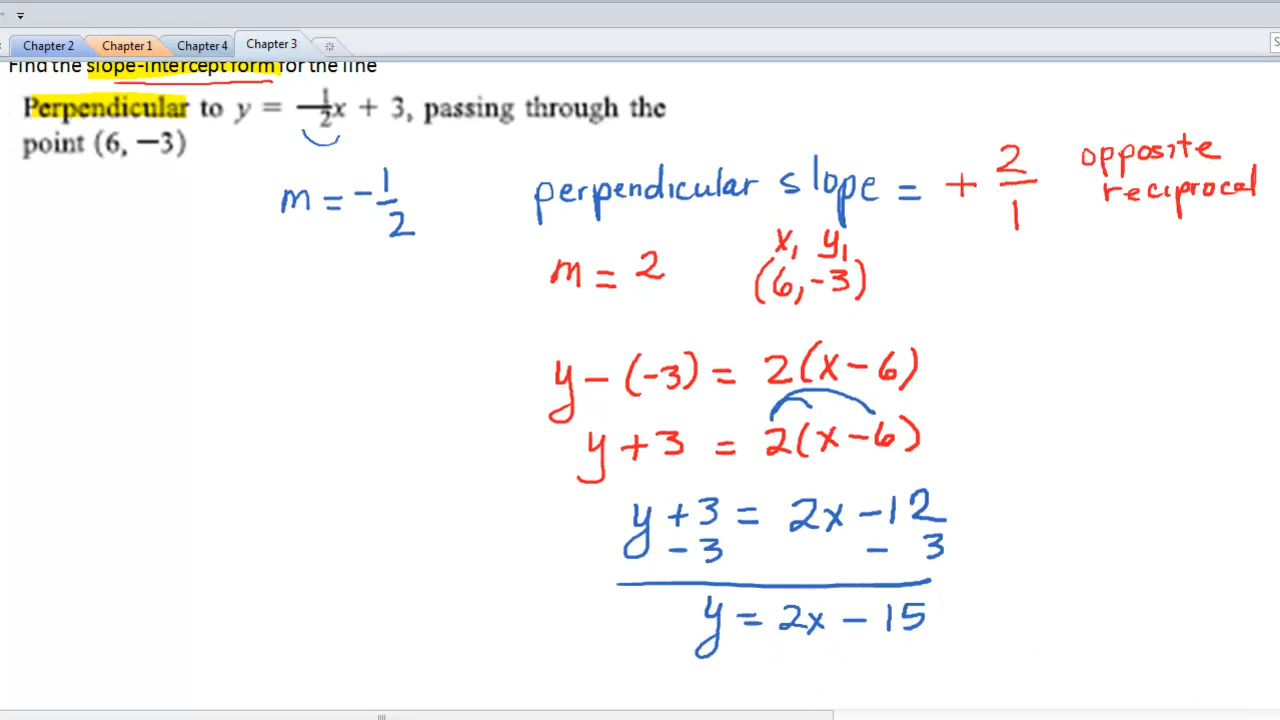 Chapter 2 Chapter 1 Chapter 4 Chapter 3
Find the slope-intercept form for the line
Perpendicular to y = -1/2x + 3, passing through the
point (6, −3)
m = -1/2
perpendicular slope = + 2/1
opposite
reciprocal
m = 2
x₁ y₁
(6, -3)
y - (-3) = 2(x - 6)
y + 3 = 2(x - 6)
y + 3 = 2x - 12
- 3 - 3
y = 2x - 15